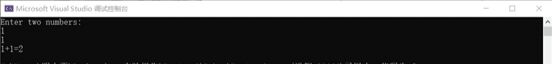 Microsoft Visual Studio 调试控制台
Enter two numbers:
1
1
1+1=2